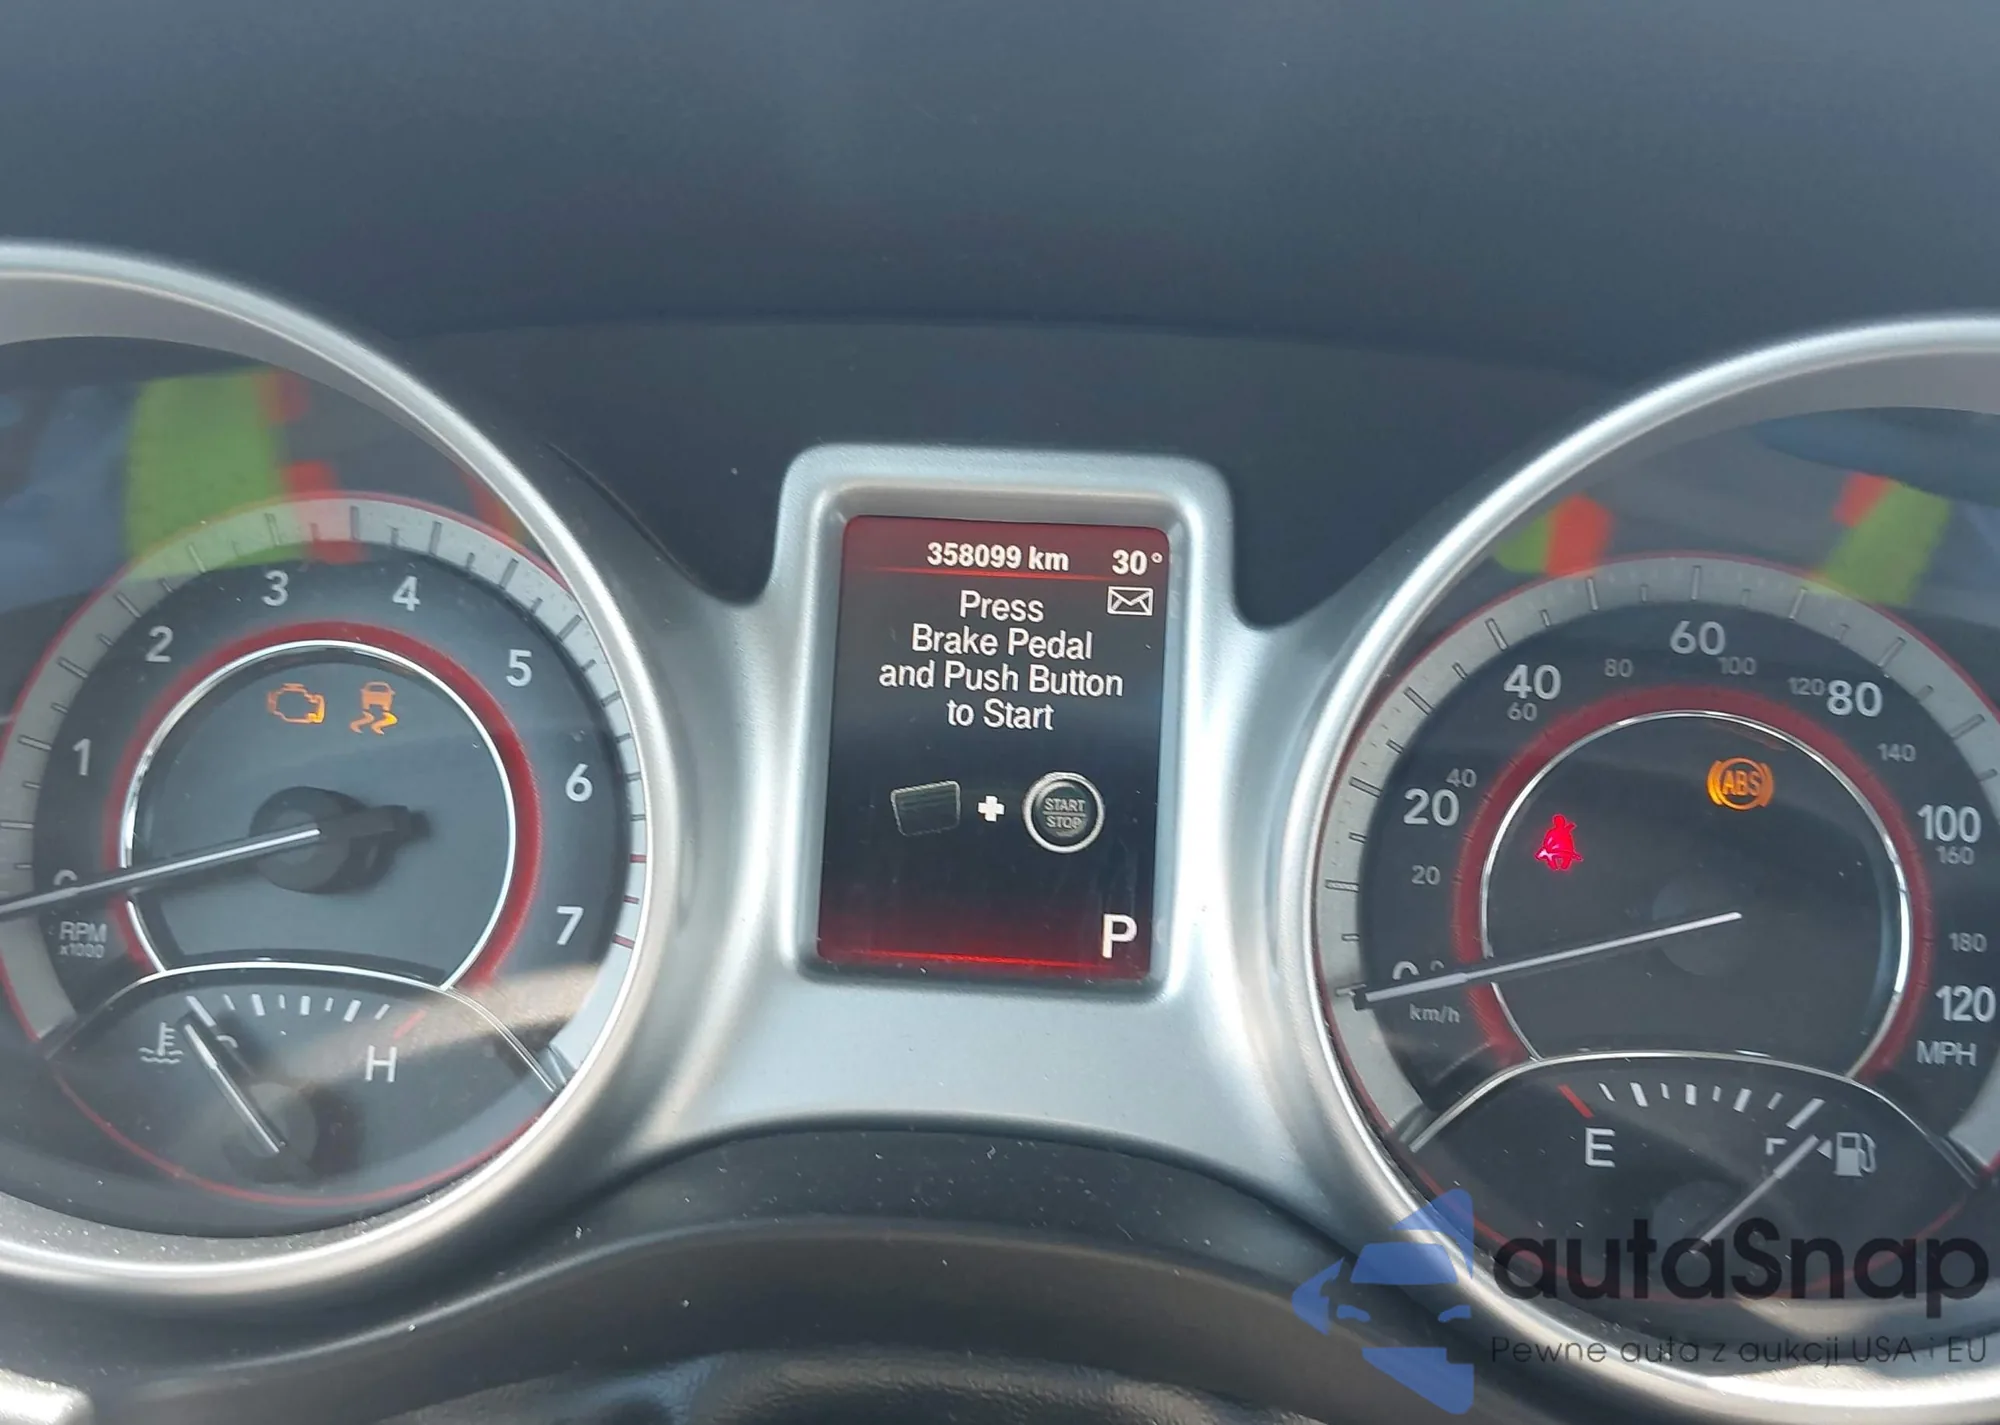 358099 km 30°
Press
Brake Pedal
and Push Button
to Start
START
STOP
P
1 2 3 4 5 6 7
RPM
x1000
H
20 40 60 80 100 120
20 40 60 80 100 120 140 160 180
km/h
MPH
ABS
E
autaSnap
Pewne auta z aukcji USA i EU